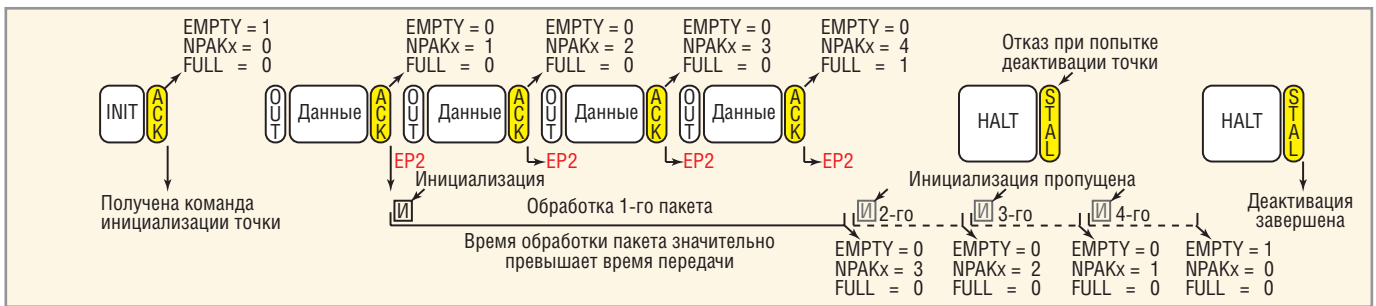 EMPTY = 1
NPAKx = 0
FULL = 0
EMPTY = 0
NPAKx = 1
FULL = 0
EMPTY = 0
NPAKx = 2
FULL = 0
EMPTY = 0
NPAKx = 3
FULL = 0
EMPTY = 0
NPAKx = 4
FULL = 1
Отказ при попытке
деактивации точки
INIT
ACK
OUT
Данные
ACK
OUT
Данные
ACK
OUT
Данные
ACK
OUT
Данные
ACK
HALT
STAL
HALT
STAL
EP2
EP2
EP2
EP2
Получена команда
инициализации точки
Инициализация
И
Обработка 1-го пакета
Время обработки пакета значительно
превышает время передачи
Инициализация пропущена
И
2-го
И
3-го
И
4-го
Деактивация
завершена
EMPTY = 0
NPAKx = 3
FULL = 0
EMPTY = 0
NPAKx = 2
FULL = 0
EMPTY = 0
NPAKx = 1
FULL = 0
EMPTY = 1
NPAKx = 0
FULL = 0